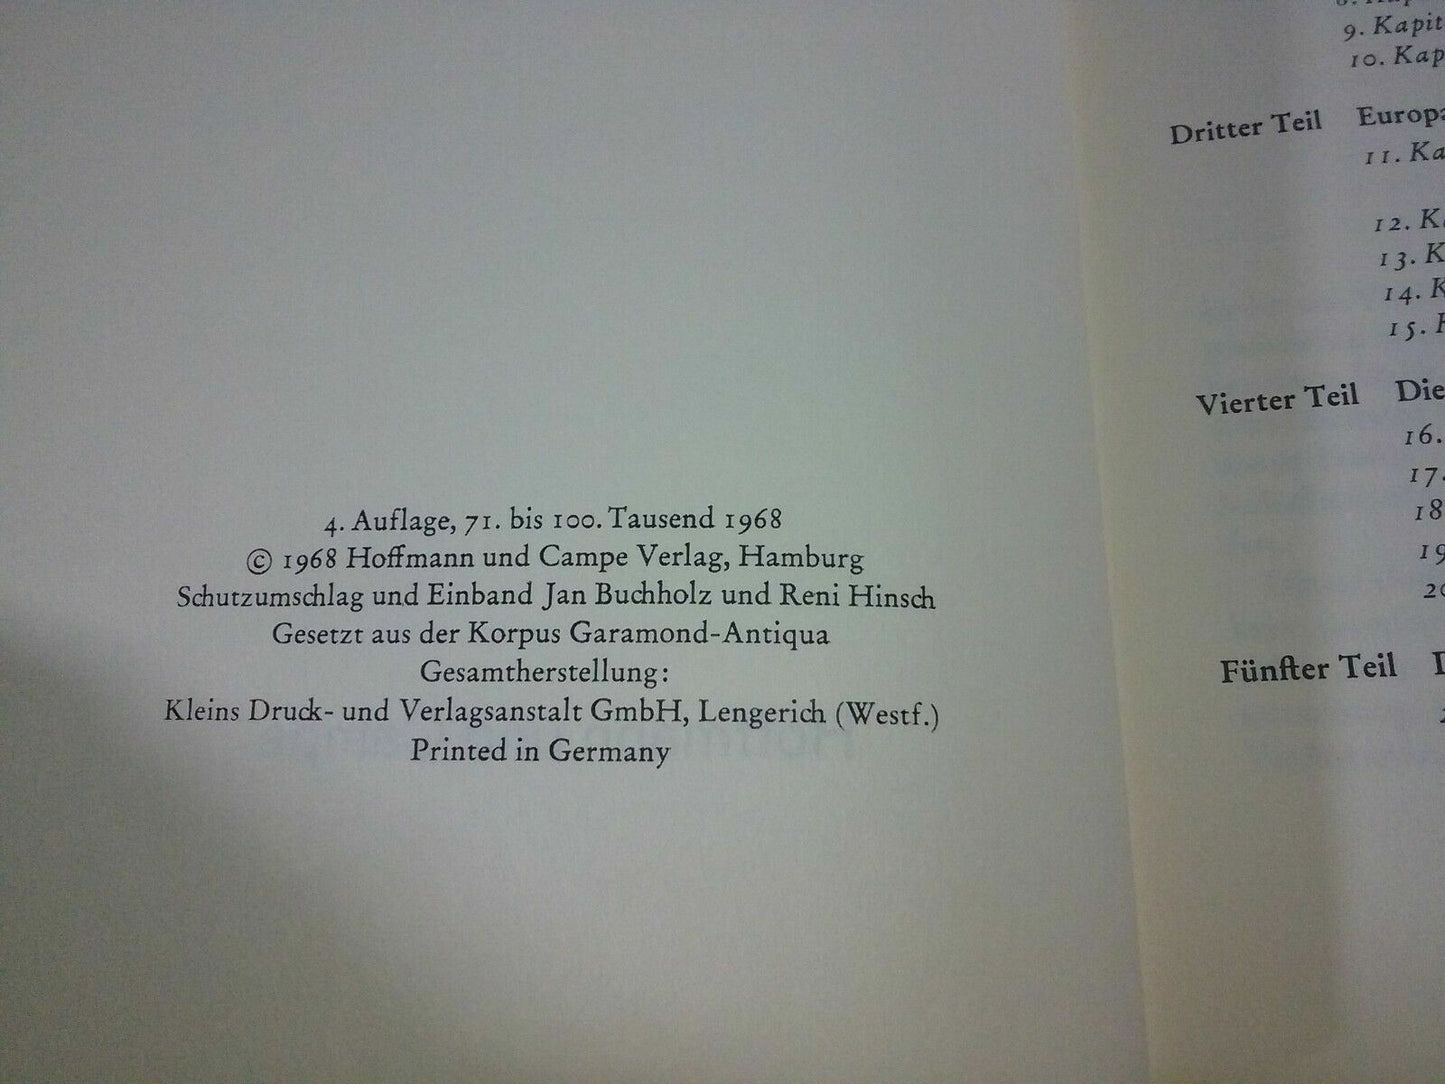 4. Auflage, 71. bis 100. Tausend 1968
© 1968 Hoffmann und Campe Verlag, Hamburg
Schutzumschlag und Einband Jan Buchholz und Reni Hinsch
Gesetzt aus der Korpus Garamond-Antiqua
Gesamtherstellung:
Kleins Druck- und Verlagsanstalt GmbH, Lengerich (Westf.)
Printed in Germany
9. Kapit
10. Kap
Dritter Teil Europa
11. Ka
12. Ka
13. K
14. K
15. K
Vierter Teil Die
16.
17.
18
19
20
Fünfter Teil